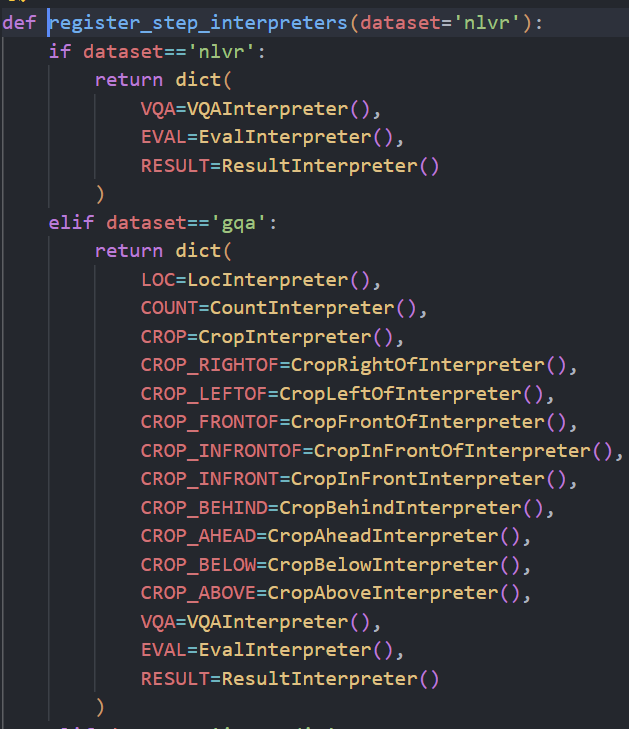 def register_step_interpreters(dataset='nlvr'):
    if dataset=='nlvr':
        return dict(
            VQA=VQAInterpreter(),
            EVAL=EvalInterpreter(),
            RESULT=ResultInterpreter()
        )
    elif dataset=='gqa':
        return dict(
            LOC=LocInterpreter(),
            COUNT=CountInterpreter(),
            CROP=CropInterpreter(),
            CROP_RIGHTOF=CropRightOfInterpreter(),
            CROP_LEFTOF=CropLeftOfInterpreter(),
            CROP_FRONTOF=CropFrontOfInterpreter(),
            CROP_INFRONTOF=CropInFrontOfInterpreter(),
            CROP_INFRONT=CropInFrontInterpreter(),
            CROP_BEHIND=CropBehindInterpreter(),
            CROP_AHEAD=CropAheadInterpreter(),
            CROP_BELOW=CropBelowInterpreter(),
            CROP_ABOVE=CropAboveInterpreter(),
            VQA=VQAInterpreter(),
            EVAL=EvalInterpreter(),
            RESULT=ResultInterpreter()
        )